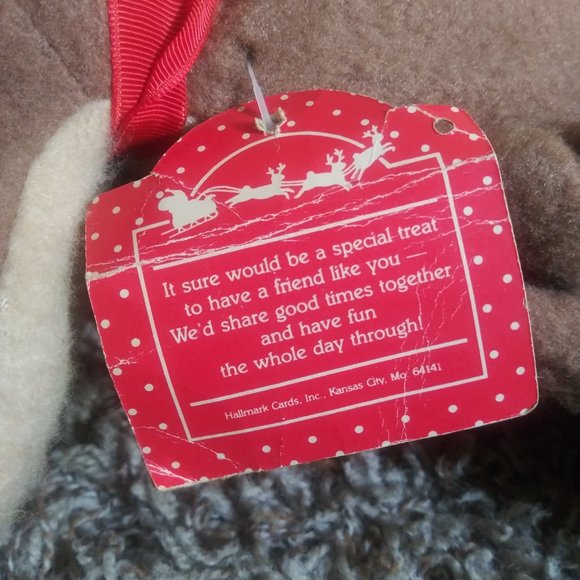 It sure would be a special treat
to have a friend like you —
We'd share good times together
and have fun
the whole day through!
Hallmark Cards, Inc., Kansas City, Mo. 64141